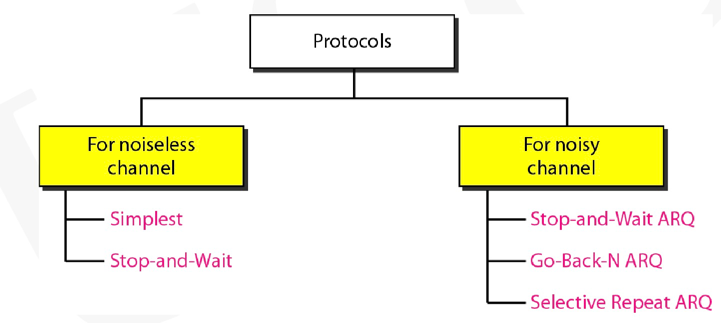 Protocols
For noiseless
channel
For noisy
channel
Simplest
Stop-and-Wait
Stop-and-Wait ARQ
Go-Back-N ARQ
Selective Repeat ARQ